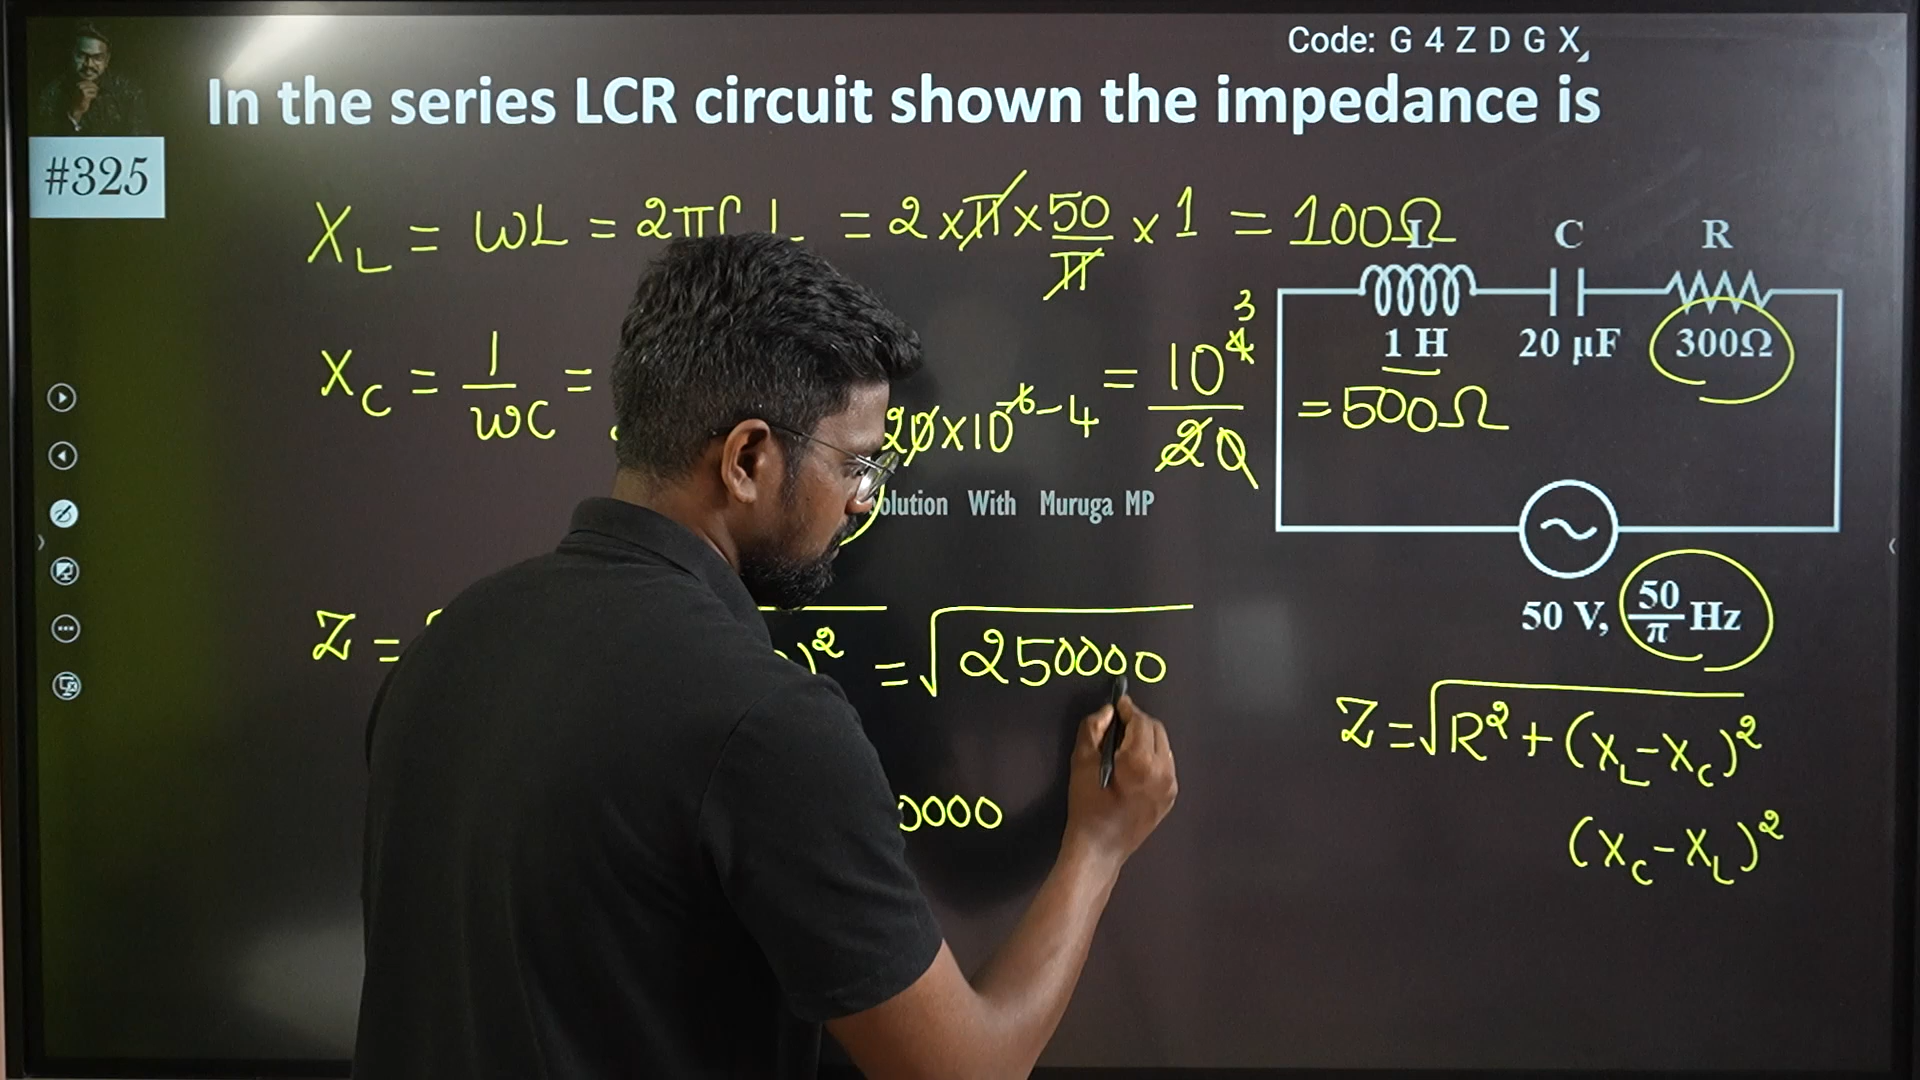 Code: G 4 Z D G X
In the series LCR circuit shown the impedance is
#325
X_L = ωL = 2πf L = 2 × π × 50/π × 1 = 100Ω
L C R
1 H 20 μF 300Ω
X_C = 1/ωC = 20×10^-6-4 = 10^4 3/20 = 500Ω
With Muruga MP
50 V, 50/π Hz
Z = )² = √250000
Z = √R² + (X_L - X_C)²
0000
(X_C - X_L)²